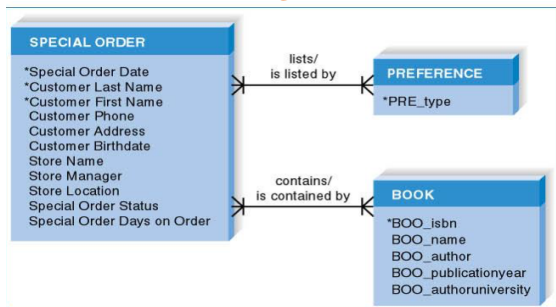 SPECIAL ORDER
*Special Order Date
*Customer Last Name
*Customer First Name
Customer Phone
Customer Address
Customer Birthdate
Store Name
Store Manager
Store Location
Special Order Status
Special Order Days on Order
lists/
is listed by
PREFERENCE
*PRE_type
contains/
is contained by
BOOK
*BOO_isbn
BOO_name
BOO_author
BOO_publicationyear
BOO_authoruniversity